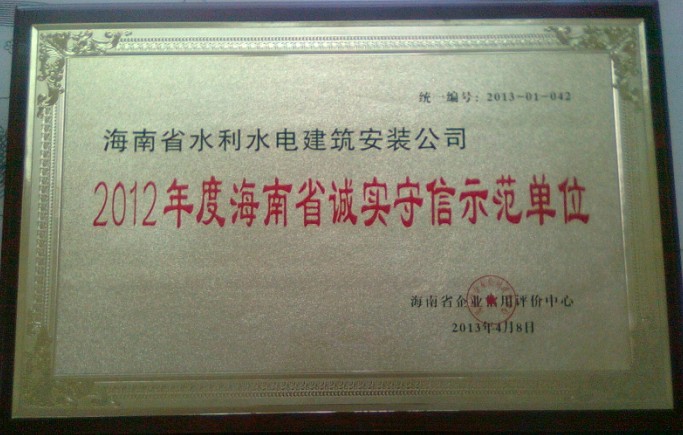 统一编号：2013-01-042
海南省水利水电建筑安装公司
2012年度海南省诚实守信示范单位
海南省企业信用评价中心
2013年4月8日